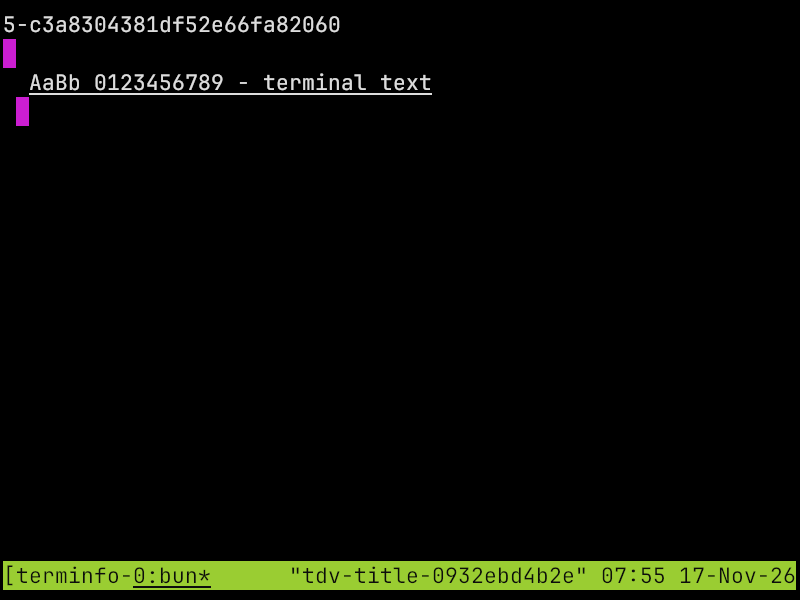 5-c3a8304381df52e66fa82060
AaBb 0123456789 - terminal text
[terminfo-0:bun* "tdv-title-0932ebd4b2e" 07:55 17-Nov-26